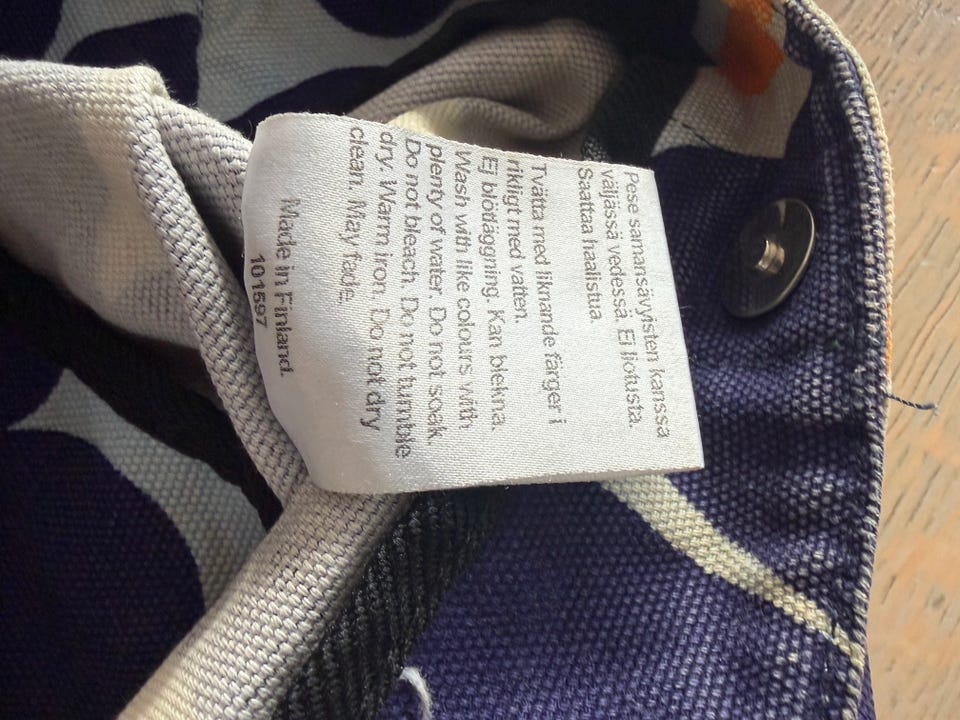 Pese samansävyisten kanssa
väljässä vedessä. Ei liotusta.
Saattaa haalistua.
Tvätta med liknande färger i
rikligt med vatten.
Ej blötläggning. Kan blekna.
Wash with like colours with
plenty of water. Do not soak.
Do not bleach. Do not tumble
dry. Warm iron. Do not dry
clean. May fade.
Made in Finland.
101597